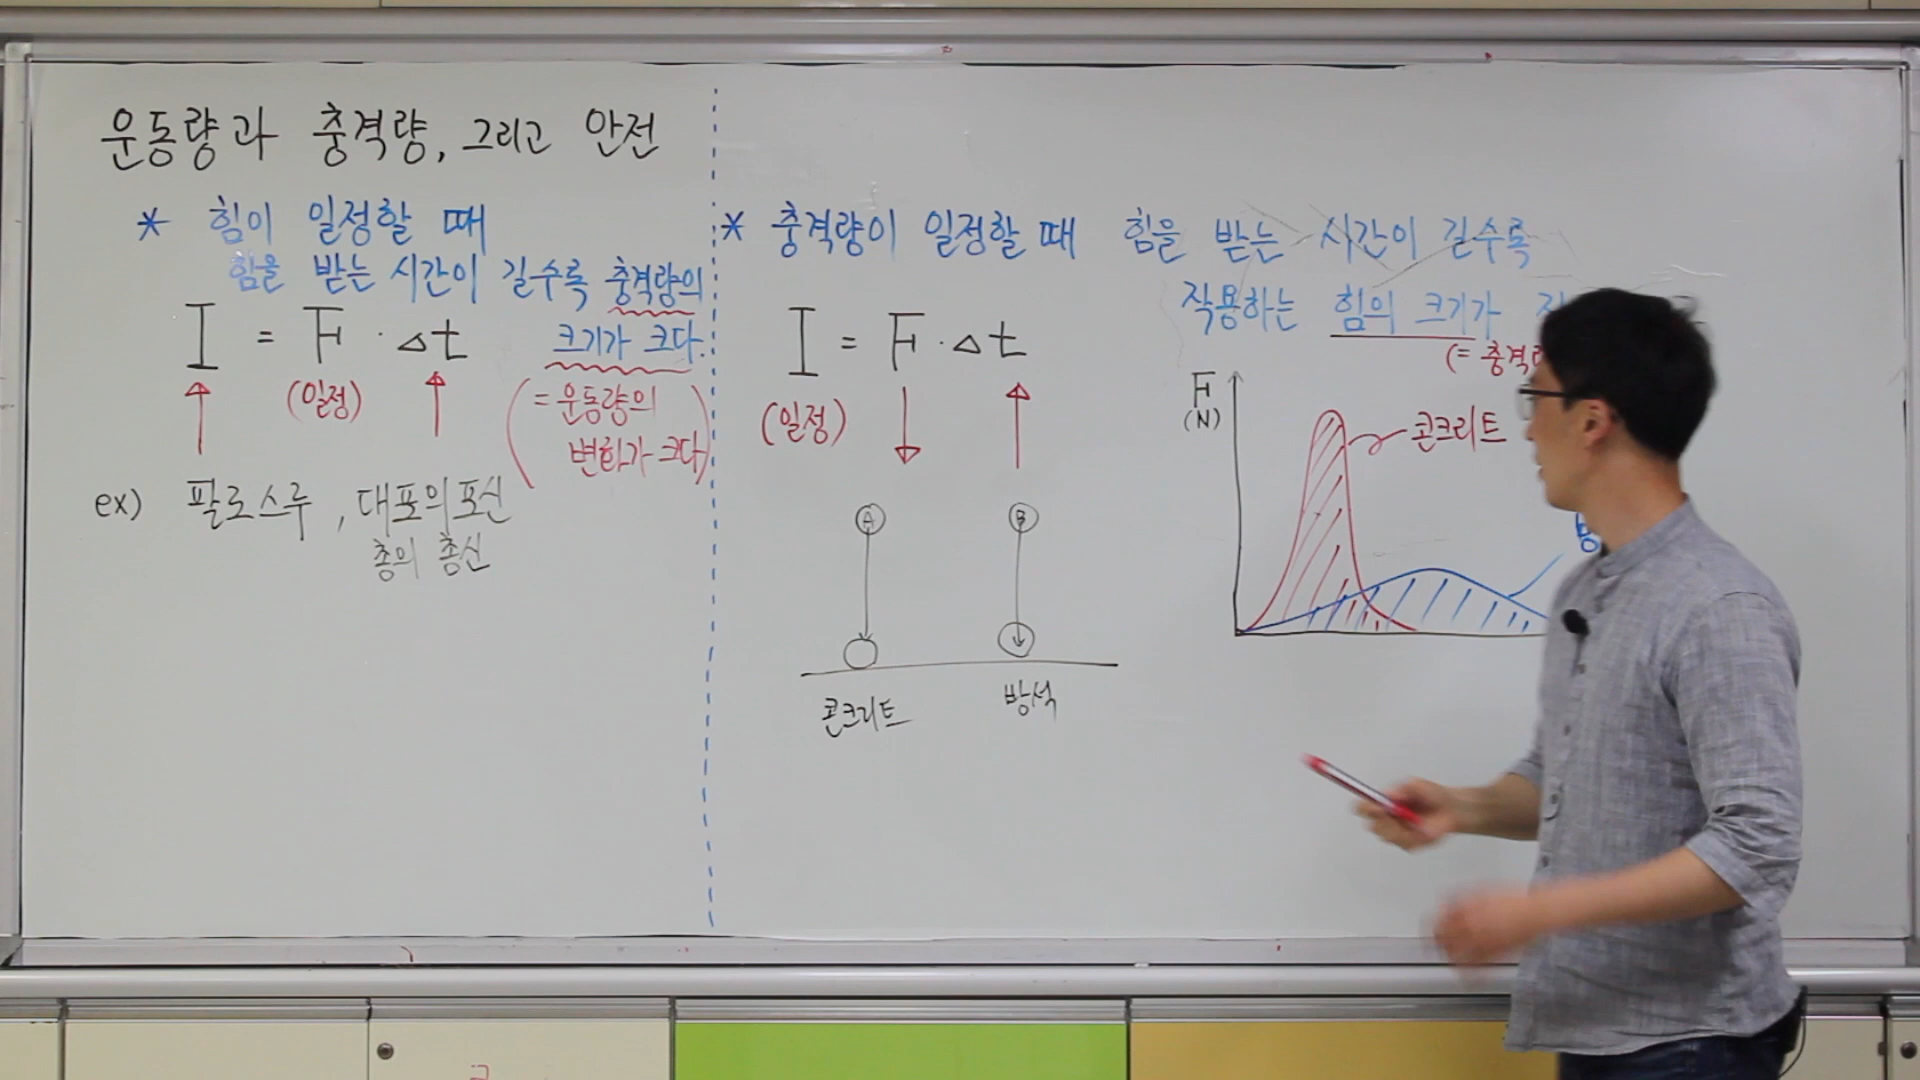 운동량과 충격량, 그리고 안전
* 힘이 일정할 때
힘을 받는 시간이 길수록 충격량의
크기가 크다.
I = F · Δt
(일정)
(= 운동량의
변화가 크다)
ex) 팔로스루, 대포의 포신
총의 총신
* 충격량이 일정할 때 힘을 받는 시간이 길수록
작용하는 힘의 크기가
(= 충격
I = F · Δt
(일정)
A
B
콘크리트
방석
F
(N)
콘크리트